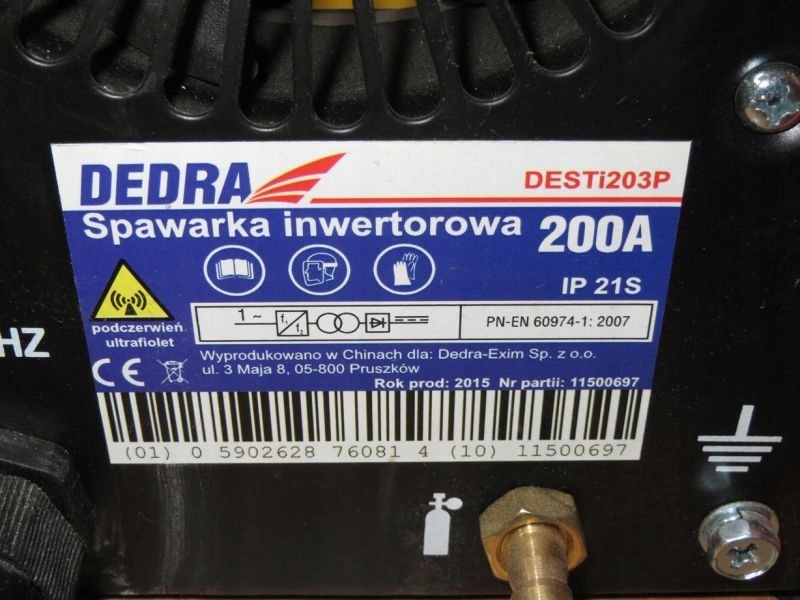 DEDRA
DESTi203P
Spawarka inwertorowa 200A
IP 21S
podczerwień
ultrafiolet
1 ~ f₁ f₂
PN-EN 60974-1: 2007
HZ
CE
Wyprodukowano w Chinach dla: Dedra-Exim Sp. z o.o.
ul. 3 Maja 8, 05-800 Pruszków
Rok prod: 2015 Nr partii: 11500697
(01) 0 5902628 76081 4 (10) 11500697